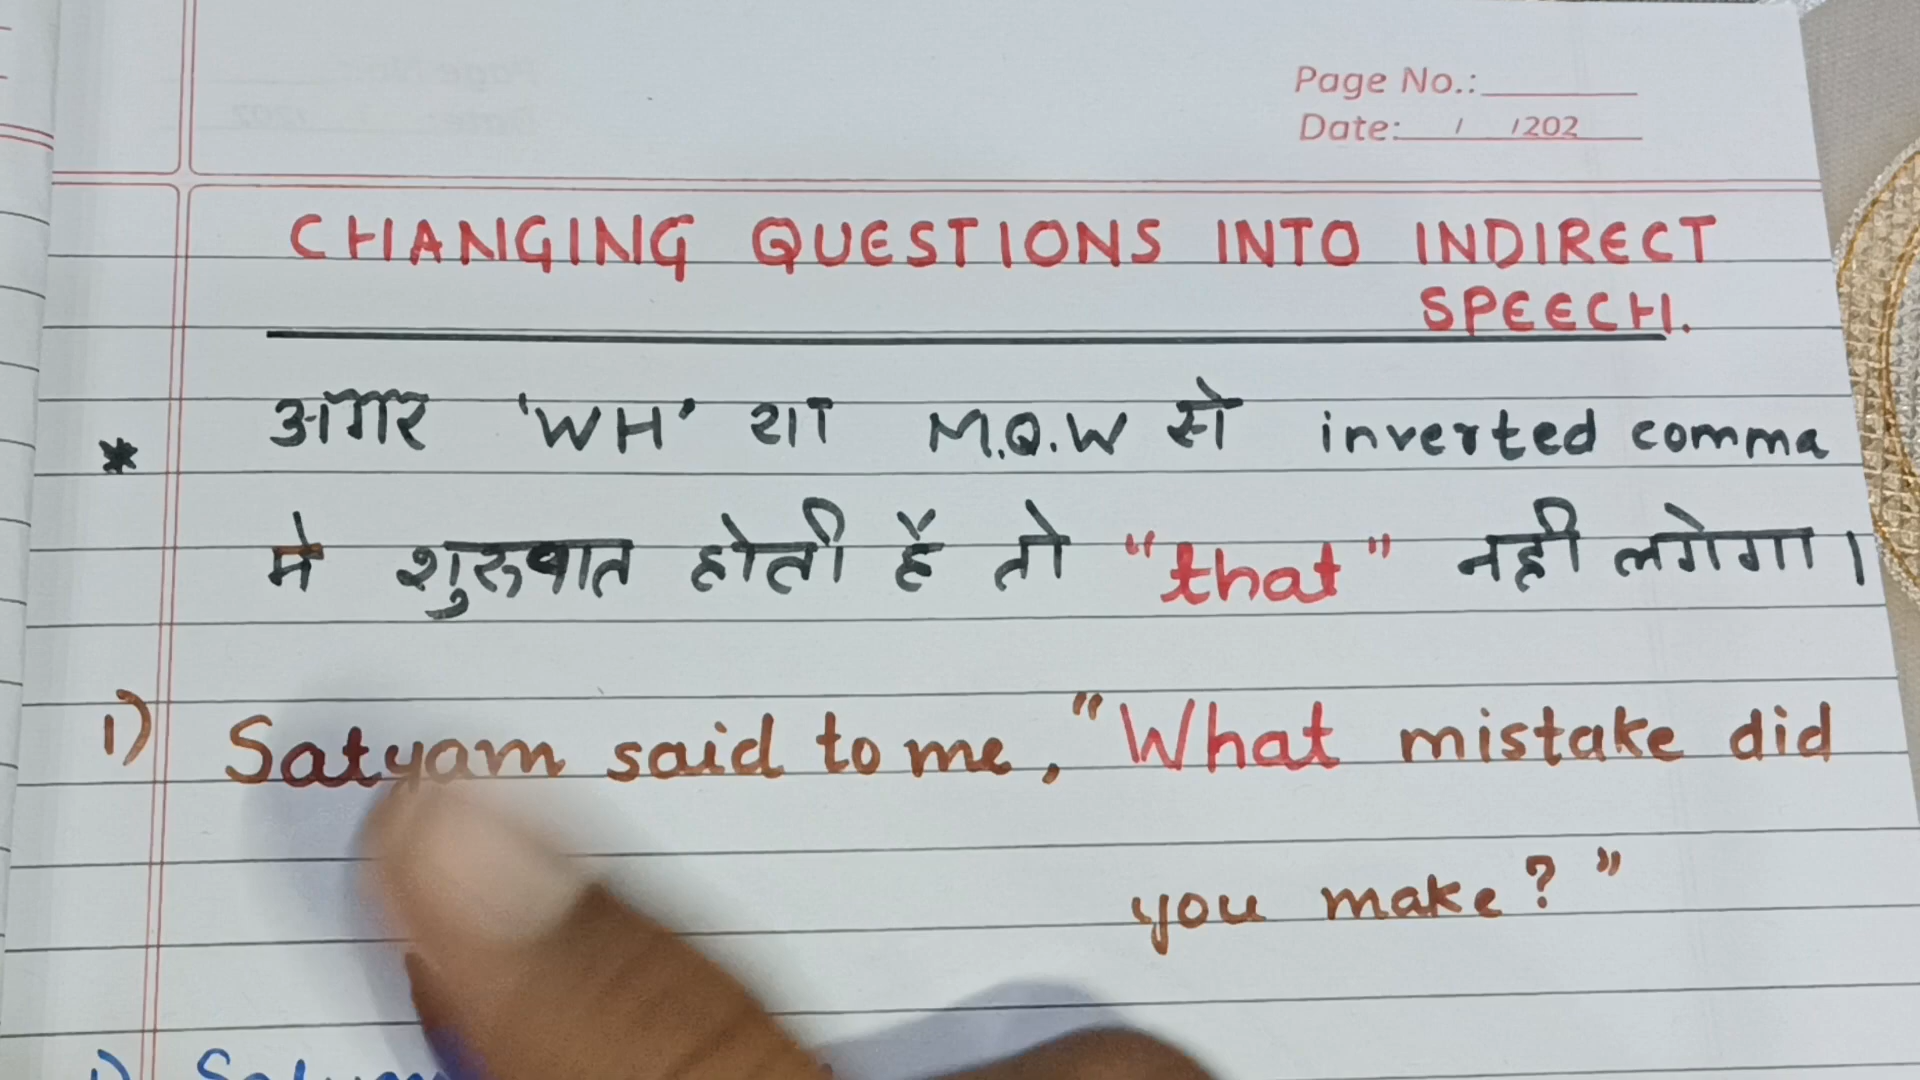 Page No.:
Date: / /202
CHANGING QUESTIONS INTO INDIRECT
SPEECH.
* अगर 'WH' या M.Q.W से inverted comma
मे शुरुवात होती हैं तो "that" नही लगेगा।
1) Satyam said to me, "What mistake did
you make?"